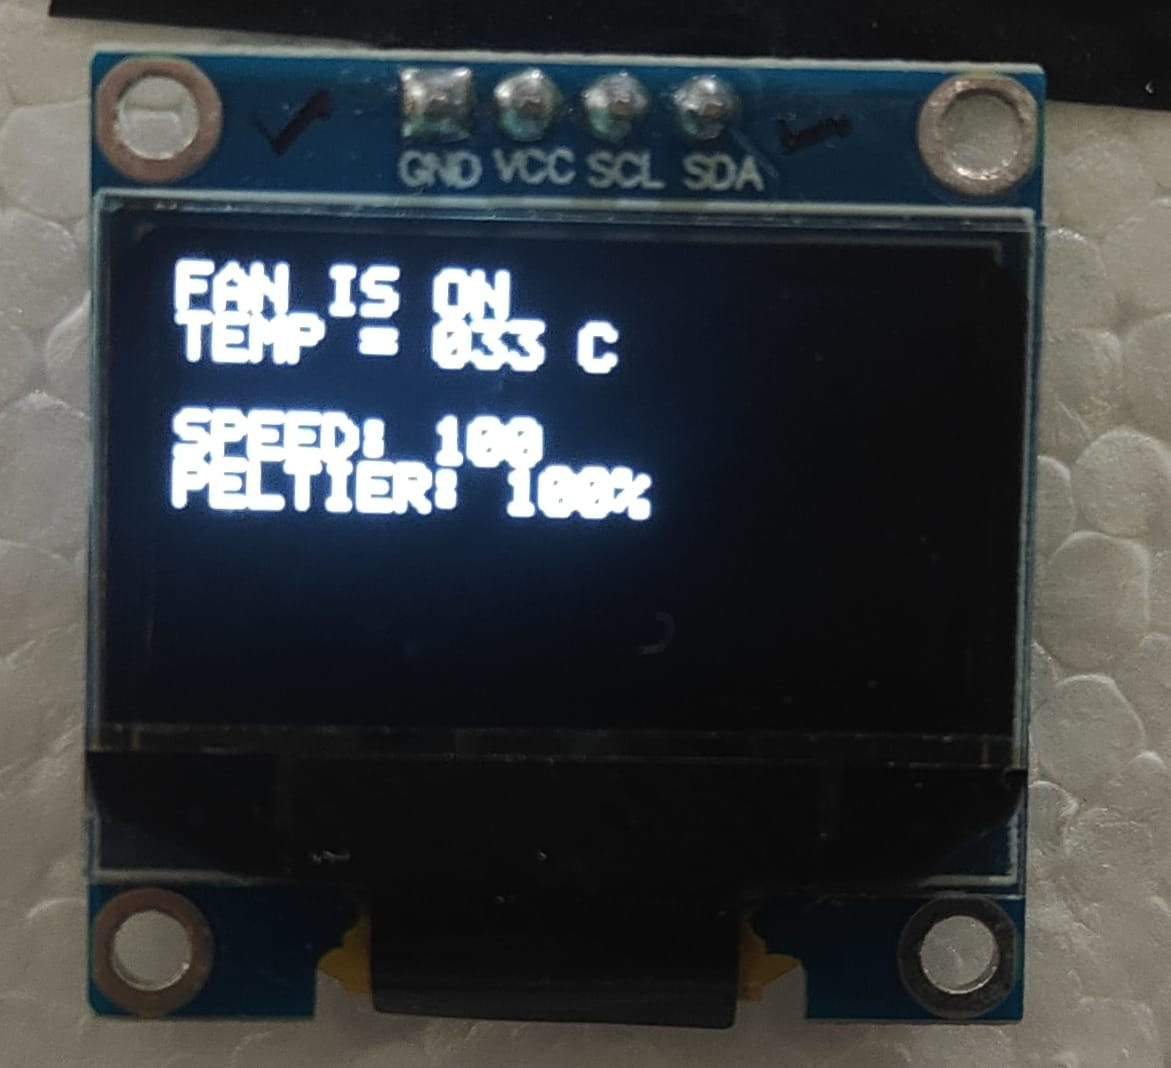 GND VCC SCL SDA
FAN IS ON
TEMP = 033 C
SPEED: 100
PELTIER: 100%